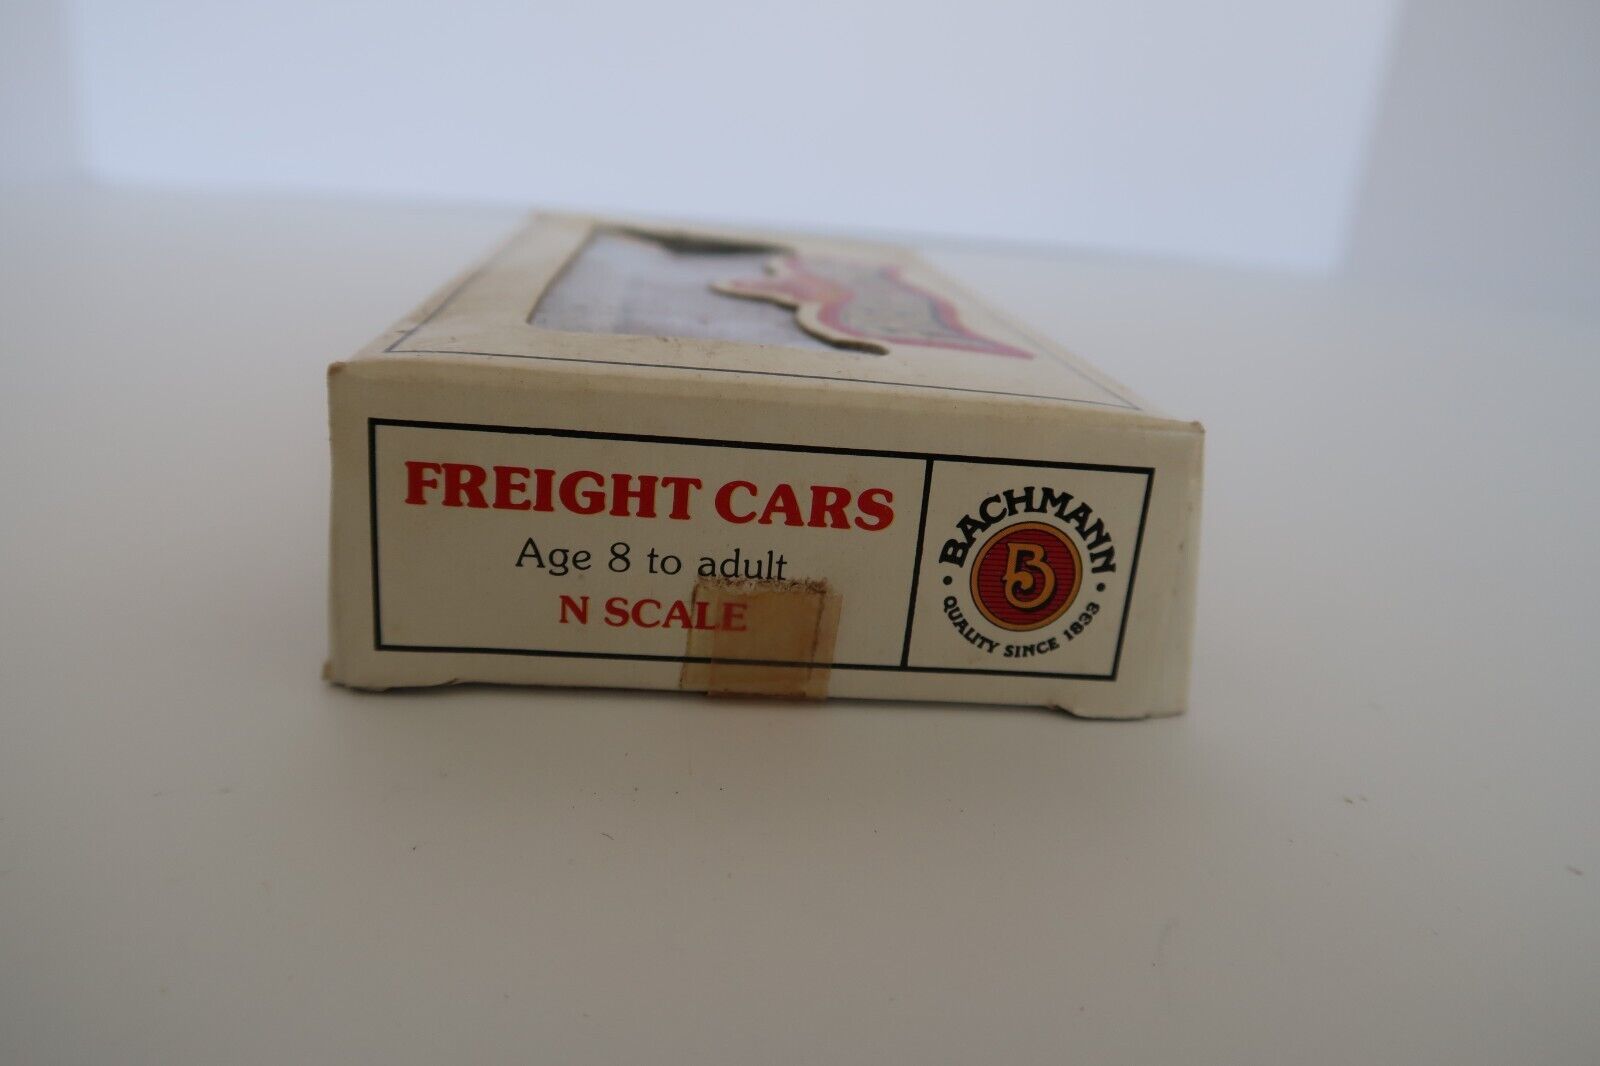 FREIGHT CARS
Age 8 to adult
N SCALE
BACHMANN
B
QUALITY SINCE 1833